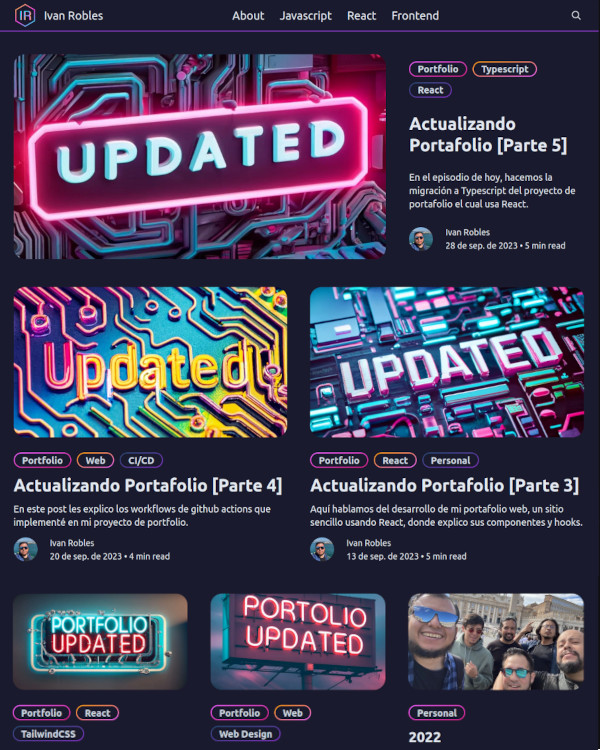 IR Ivan Robles
About Javascript React Frontend
UPDATED
Portfolio Typescript
React
Actualizando
Portafolio [Parte 5]
En el episodio de hoy, hacemos la
migración a Typescript del proyecto de
portafolio el cual usa React.
Ivan Robles
28 de sep. de 2023 • 5 min read
Updated
Portfolio Web CI/CD
Actualizando Portafolio [Parte 4]
En este post les explico los workflows de github actions que
implementé en mi proyecto de portfolio.
Ivan Robles
20 de sep. de 2023 • 4 min read
UPDATED
Portfolio React Personal
Actualizando Portafolio [Parte 3]
Aquí hablamos del desarrollo de mi portafolio web, un sitio
sencillo usando React, donde explico sus componentes y hooks.
Ivan Robles
13 de sep. de 2023 • 5 min read
PORTFOLIO
UPDATED
Portfolio React
TailwindCSS
PORTOLIO
UPDATED
Portfolio Web
Web Design
Personal
2022